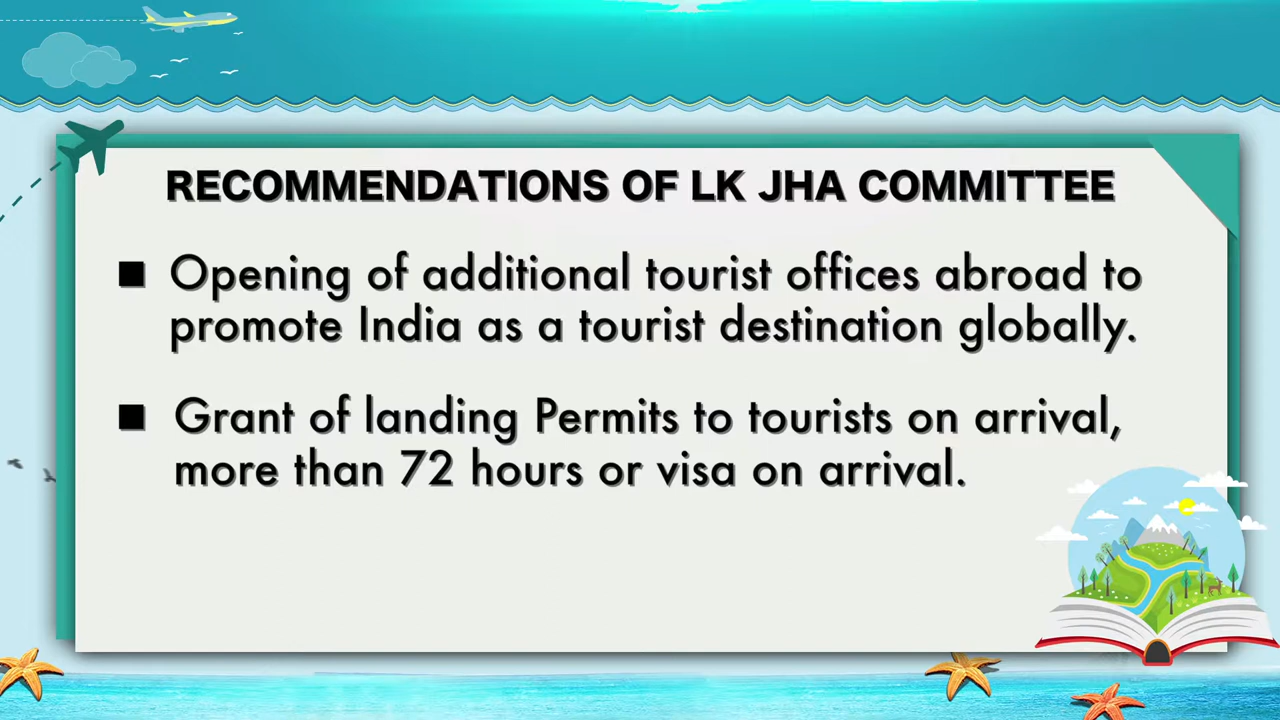 RECOMMENDATIONS OF LK JHA COMMITTEE
■ Opening of additional tourist offices abroad to
promote India as a tourist destination globally.
■ Grant of landing Permits to tourists on arrival,
more than 72 hours or visa on arrival.